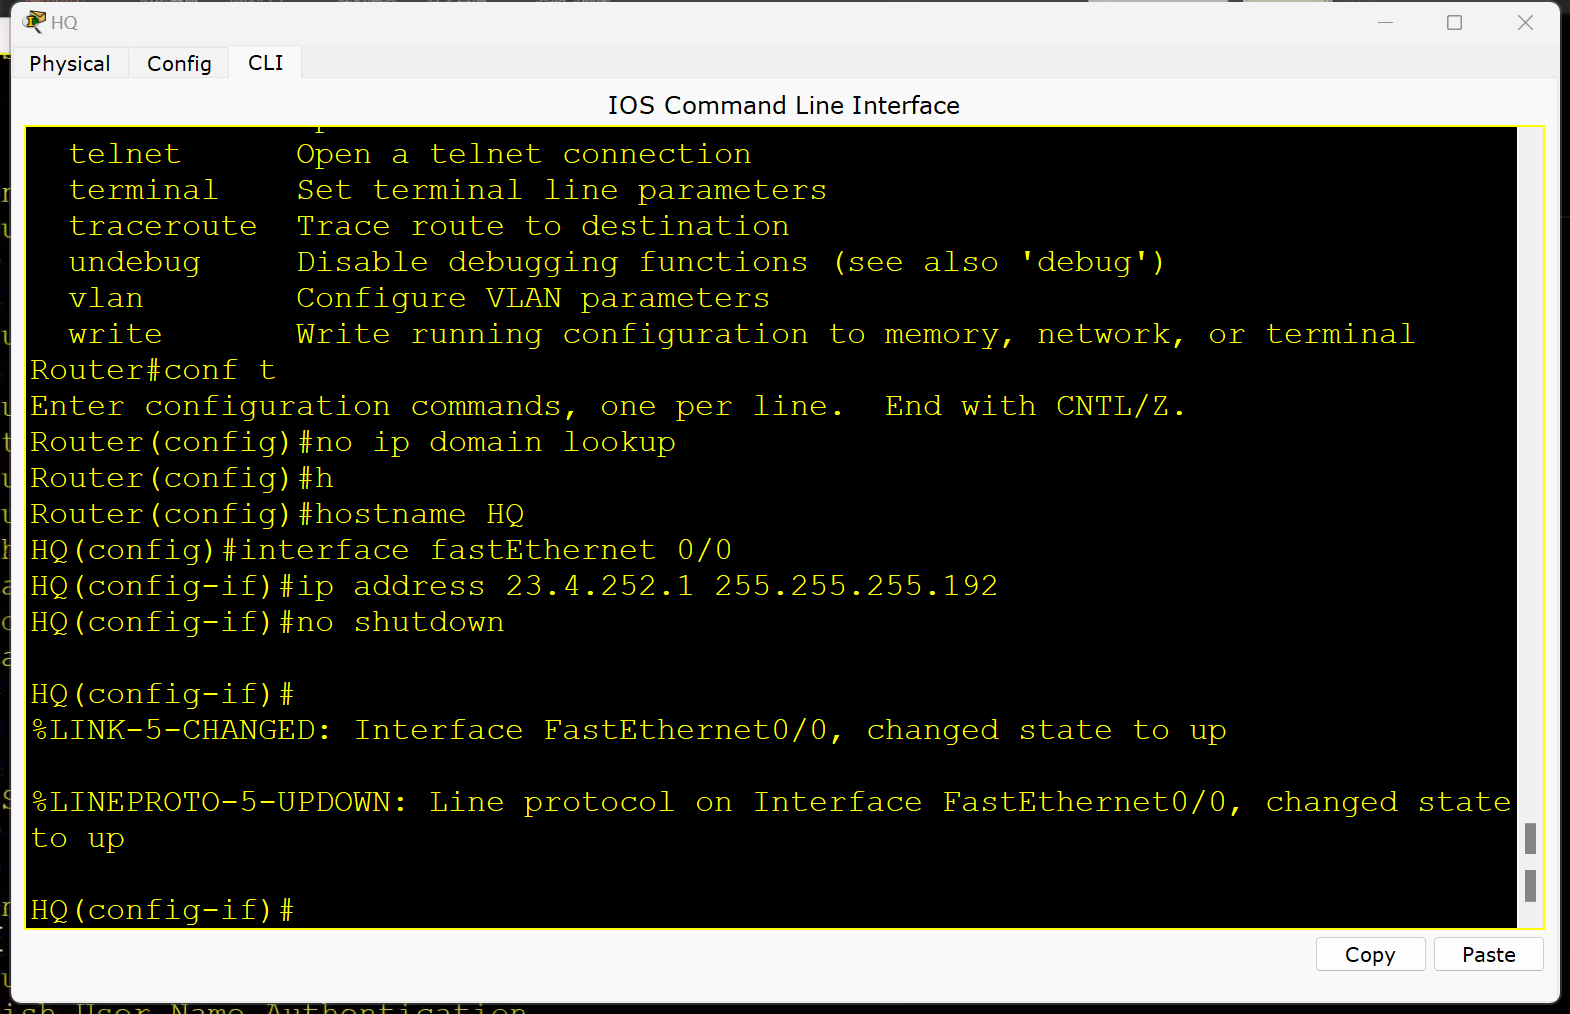 HQ
Physical Config CLI
IOS Command Line Interface
telnet Open a telnet connection
terminal Set terminal line parameters
traceroute Trace route to destination
undebug Disable debugging functions (see also 'debug')
vlan Configure VLAN parameters
write Write running configuration to memory, network, or terminal
Router#conf t
Enter configuration commands, one per line. End with CNTL/Z.
Router(config)#no ip domain lookup
Router(config)#h
Router(config)#hostname HQ
HQ(config)#interface fastEthernet 0/0
HQ(config-if)#ip address 23.4.252.1 255.255.255.192
HQ(config-if)#no shutdown
HQ(config-if)#
%LINK-5-CHANGED: Interface FastEthernet0/0, changed state to up
%LINEPROTO-5-UPDOWN: Line protocol on Interface FastEthernet0/0, changed state
to up
HQ(config-if)#
Copy Paste
ish User Name Authentication